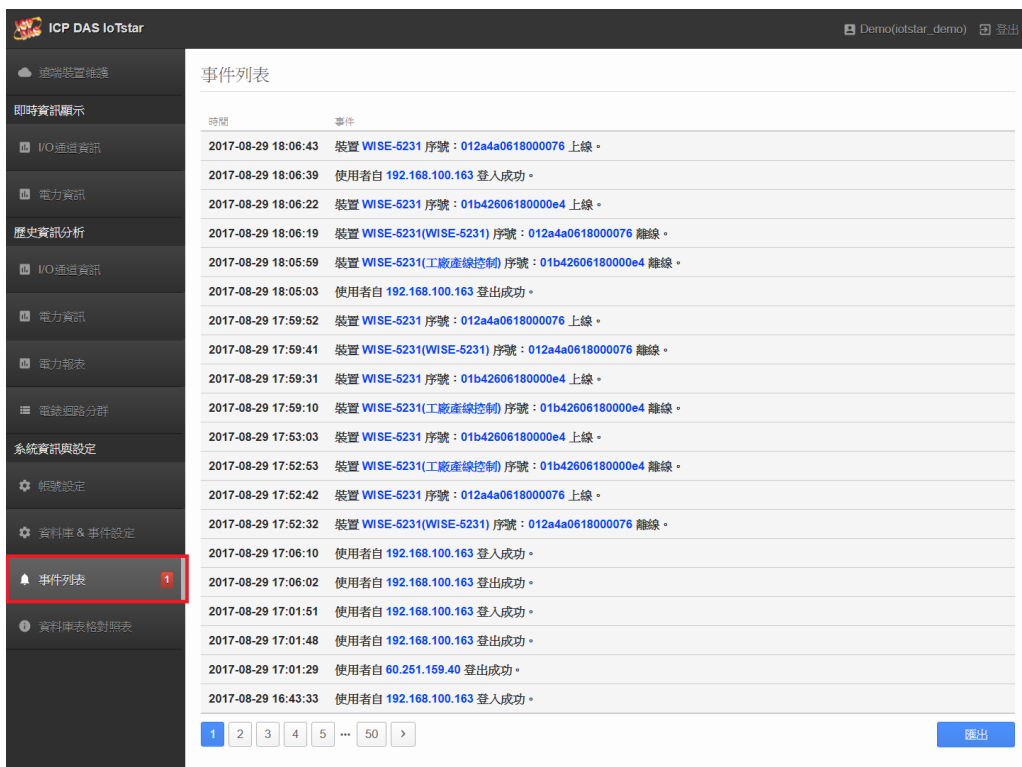 ICP DAS IoTstar
Demo(iotstar_demo) 登出
遠端裝置維護
即時資訊顯示
I/O通道資訊
電力資訊
歷史資訊分析
I/O通道資訊
電力資訊
電力報表
電錶迴路分群
系統資訊與設定
帳號設定
資料庫 & 事件設定
事件列表 1
資料庫表格對照表
事件列表
時間 事件
2017-08-29 18:06:43 裝置 WISE-5231 序號：012a4a0618000076 上線。
2017-08-29 18:06:39 使用者自 192.168.100.163 登入成功。
2017-08-29 18:06:22 裝置 WISE-5231 序號：01b42606180000e4 上線。
2017-08-29 18:06:19 裝置 WISE-5231(WISE-5231) 序號：012a4a0618000076 離線。
2017-08-29 18:05:59 裝置 WISE-5231(工廠產線控制) 序號：01b42606180000e4 離線。
2017-08-29 18:05:03 使用者自 192.168.100.163 登出成功。
2017-08-29 17:59:52 裝置 WISE-5231 序號：012a4a0618000076 上線。
2017-08-29 17:59:41 裝置 WISE-5231(WISE-5231) 序號：012a4a0618000076 離線。
2017-08-29 17:59:31 裝置 WISE-5231 序號：01b42606180000e4 上線。
2017-08-29 17:59:10 裝置 WISE-5231(工廠產線控制) 序號：01b42606180000e4 離線。
2017-08-29 17:53:03 裝置 WISE-5231 序號：01b42606180000e4 上線。
2017-08-29 17:52:53 裝置 WISE-5231(工廠產線控制) 序號：01b42606180000e4 離線。
2017-08-29 17:52:42 裝置 WISE-5231 序號：012a4a0618000076 上線。
2017-08-29 17:52:32 裝置 WISE-5231(WISE-5231) 序號：012a4a0618000076 離線。
2017-08-29 17:06:10 使用者自 192.168.100.163 登入成功。
2017-08-29 17:06:02 使用者自 192.168.100.163 登出成功。
2017-08-29 17:01:51 使用者自 192.168.100.163 登入成功。
2017-08-29 17:01:48 使用者自 192.168.100.163 登出成功。
2017-08-29 17:01:29 使用者自 60.251.159.40 登出成功。
2017-08-29 16:43:33 使用者自 192.168.100.163 登入成功。
1 2 3 4 5 ... 50 > 匯出